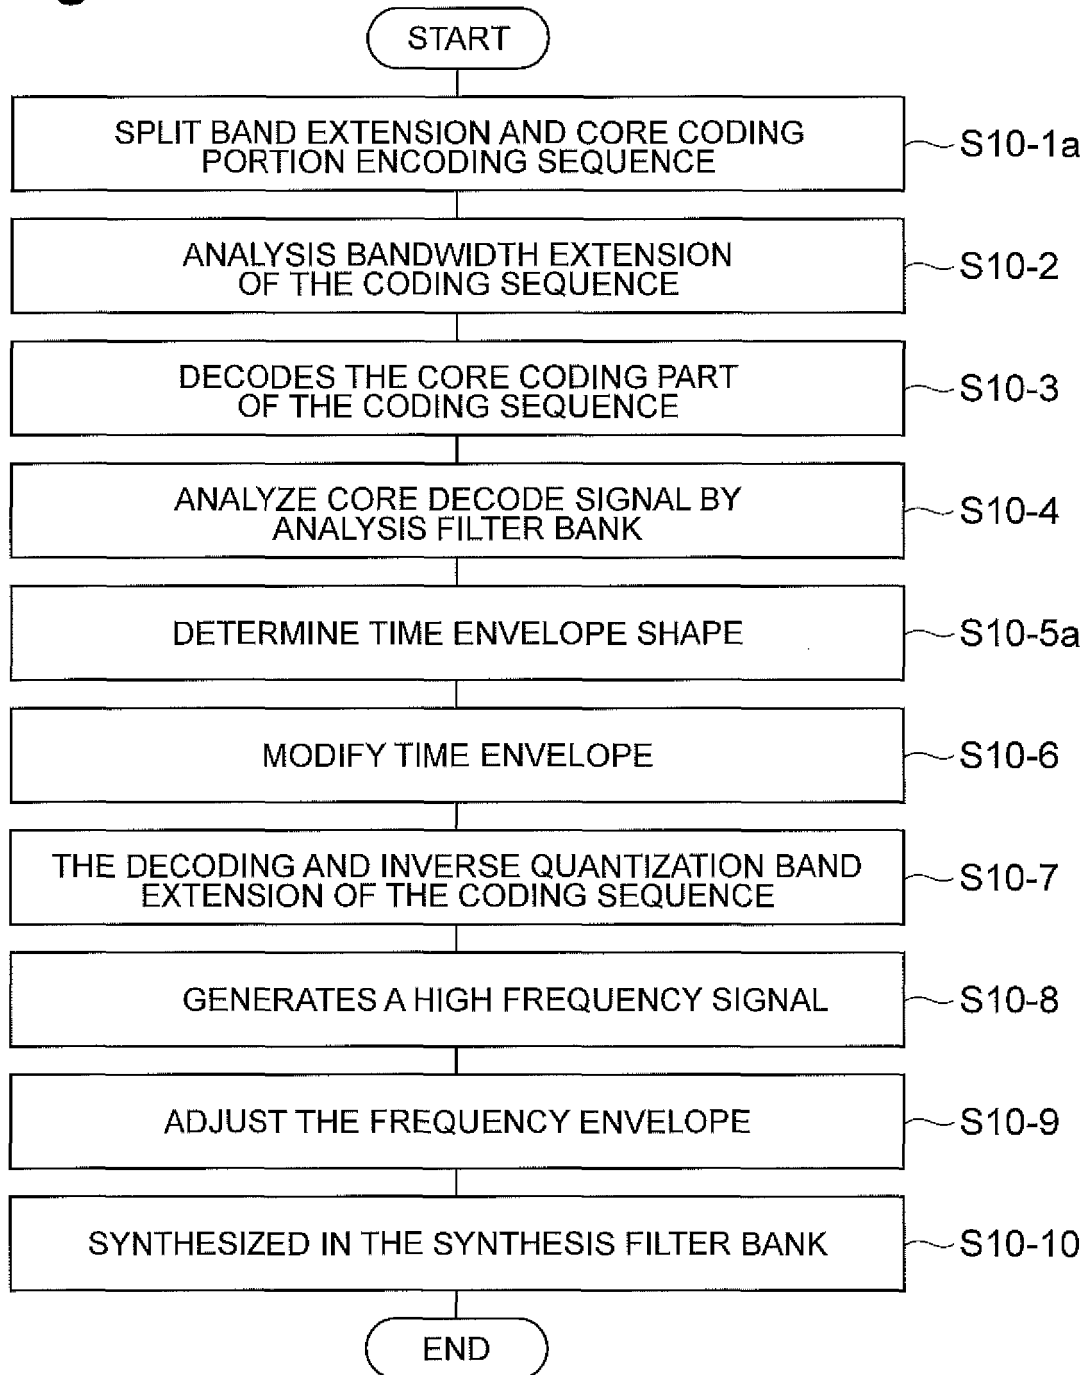 START
SPLIT BAND EXTENSION AND CORE CODING
PORTION ENCODING SEQUENCE
S10-1a
ANALYSIS BANDWIDTH EXTENSION
OF THE CODING SEQUENCE
S10-2
DECODES THE CORE CODING PART
OF THE CODING SEQUENCE
S10-3
ANALYZE CORE DECODE SIGNAL BY
ANALYSIS FILTER BANK
S10-4
DETERMINE TIME ENVELOPE SHAPE
S10-5a
MODIFY TIME ENVELOPE
S10-6
THE DECODING AND INVERSE QUANTIZATION BAND
EXTENSION OF THE CODING SEQUENCE
S10-7
GENERATES A HIGH FREQUENCY SIGNAL
S10-8
ADJUST THE FREQUENCY ENVELOPE
S10-9
SYNTHESIZED IN THE SYNTHESIS FILTER BANK
S10-10
END